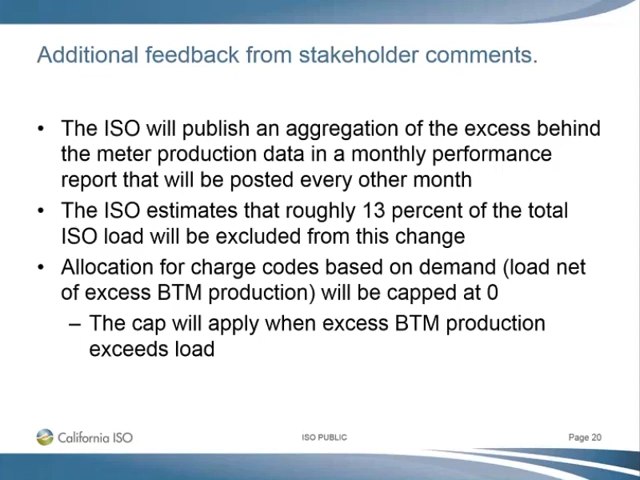 Additional feedback from stakeholder comments.
• The ISO will publish an aggregation of the excess behind
the meter production data in a monthly performance
report that will be posted every other month
• The ISO estimates that roughly 13 percent of the total
ISO load will be excluded from this change
• Allocation for charge codes based on demand (load net
of excess BTM production) will be capped at 0
– The cap will apply when excess BTM production
exceeds load
California ISO
ISO PUBLIC
Page 20